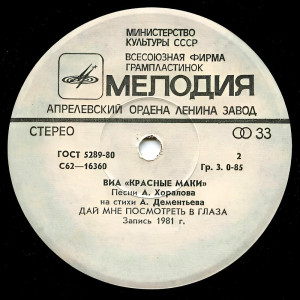 МИНИСТЕРСТВО
КУЛЬТУРЫ СССР
ВСЕСОЮЗНАЯ ФИРМА
ГРАМПЛАСТИНОК
МЕЛОДИЯ
АПРЕЛЕВСКИЙ ОРДЕНА ЛЕНИНА ЗАВОД
СТЕРЕО 33
ГОСТ 5289-80 2
С62—16360 Гр. 3. 0-85
ВИА «КРАСНЫЕ МАКИ»
Песни А. Хоралова
на стихи А. Дементьева
ДАЙ МНЕ ПОСМОТРЕТЬ В ГЛАЗА
Запись 1981 г.